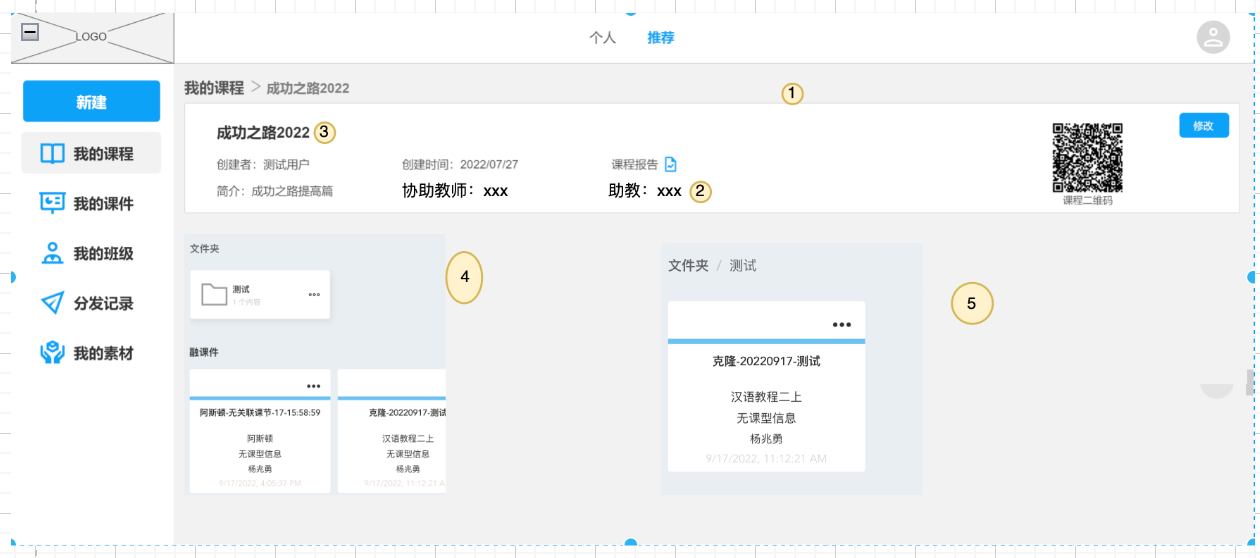 LOGO
个人 推荐
新建
我的课程
我的课件
我的班级
分发记录
我的素材
我的课程 > 成功之路2022
1
成功之路2022 3
修改
创建者：测试用户 创建时间：2022/07/27 课程报告
简介：成功之路提高篇 协助教师：xxx 助教：xxx 2
课程二维码
文件夹
测试
1 个内容
4
融课件
阿斯顿-无关联课节-17-15:58:59
阿斯顿
无课型信息
杨兆勇
9/17/2022, 4:05:37 PM
克隆-20220917-测试
汉语教程二上
无课型信息
杨兆勇
9/17/2022, 11:12:21 A
文件夹 / 测试
5
克隆-20220917-测试
汉语教程二上
无课型信息
杨兆勇
9/17/2022, 11:12:21 AM